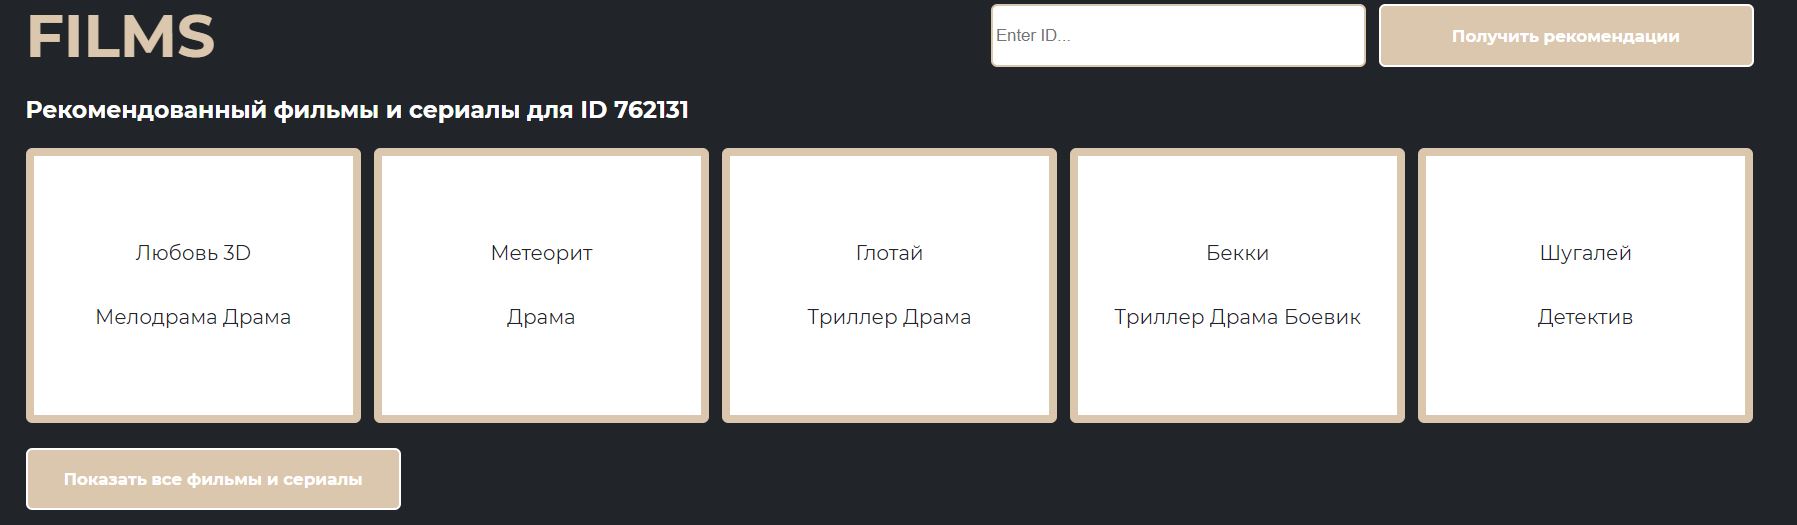 FILMS
Enter ID...
Получить рекомендации
Рекомендованный фильмы и сериалы для ID 762131
Любовь 3D
Мелодрама Драма
Метеорит
Драма
Глотай
Триллер Драма
Бекки
Триллер Драма Боевик
Шугалей
Детектив
Показать все фильмы и сериалы